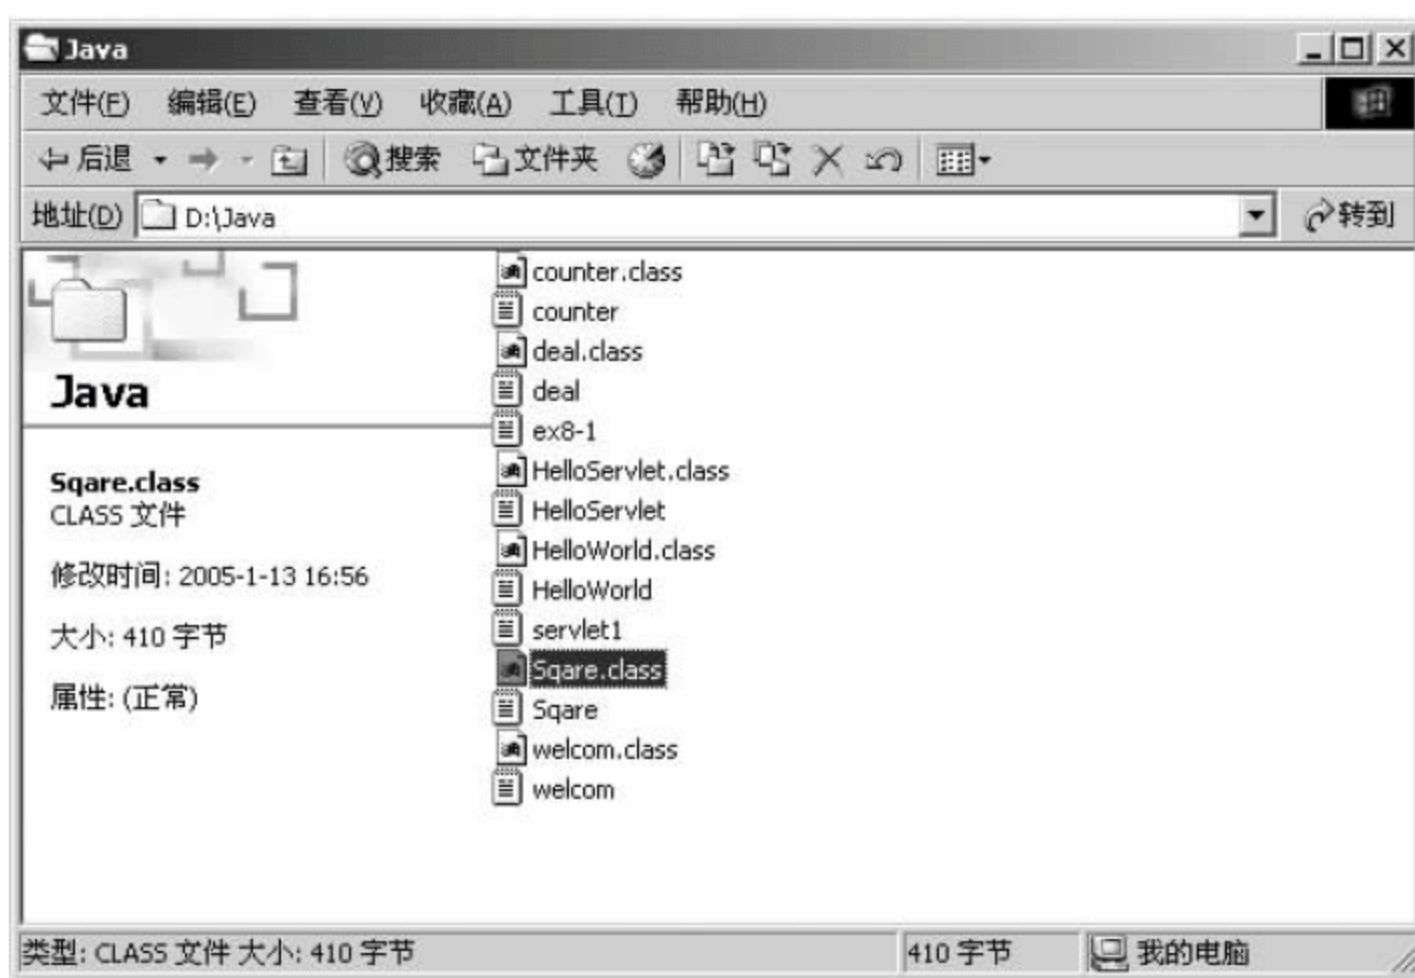 Java
文件(F) 编辑(E) 查看(V) 收藏(A) 工具(T) 帮助(H)
后退 搜索 文件夹
地址(D) D:\Java 转到
Java
Sqare.class
CLASS 文件
修改时间: 2005-1-13 16:56
大小: 410 字节
属性: (正常)
counter.class
counter
deal.class
deal
ex8-1
HelloServlet.class
HelloServlet
HelloWorld.class
HelloWorld
servlet1
Sqare.class
Sqare
welcom.class
welcom
类型: CLASS 文件 大小: 410 字节 410 字节 我的电脑